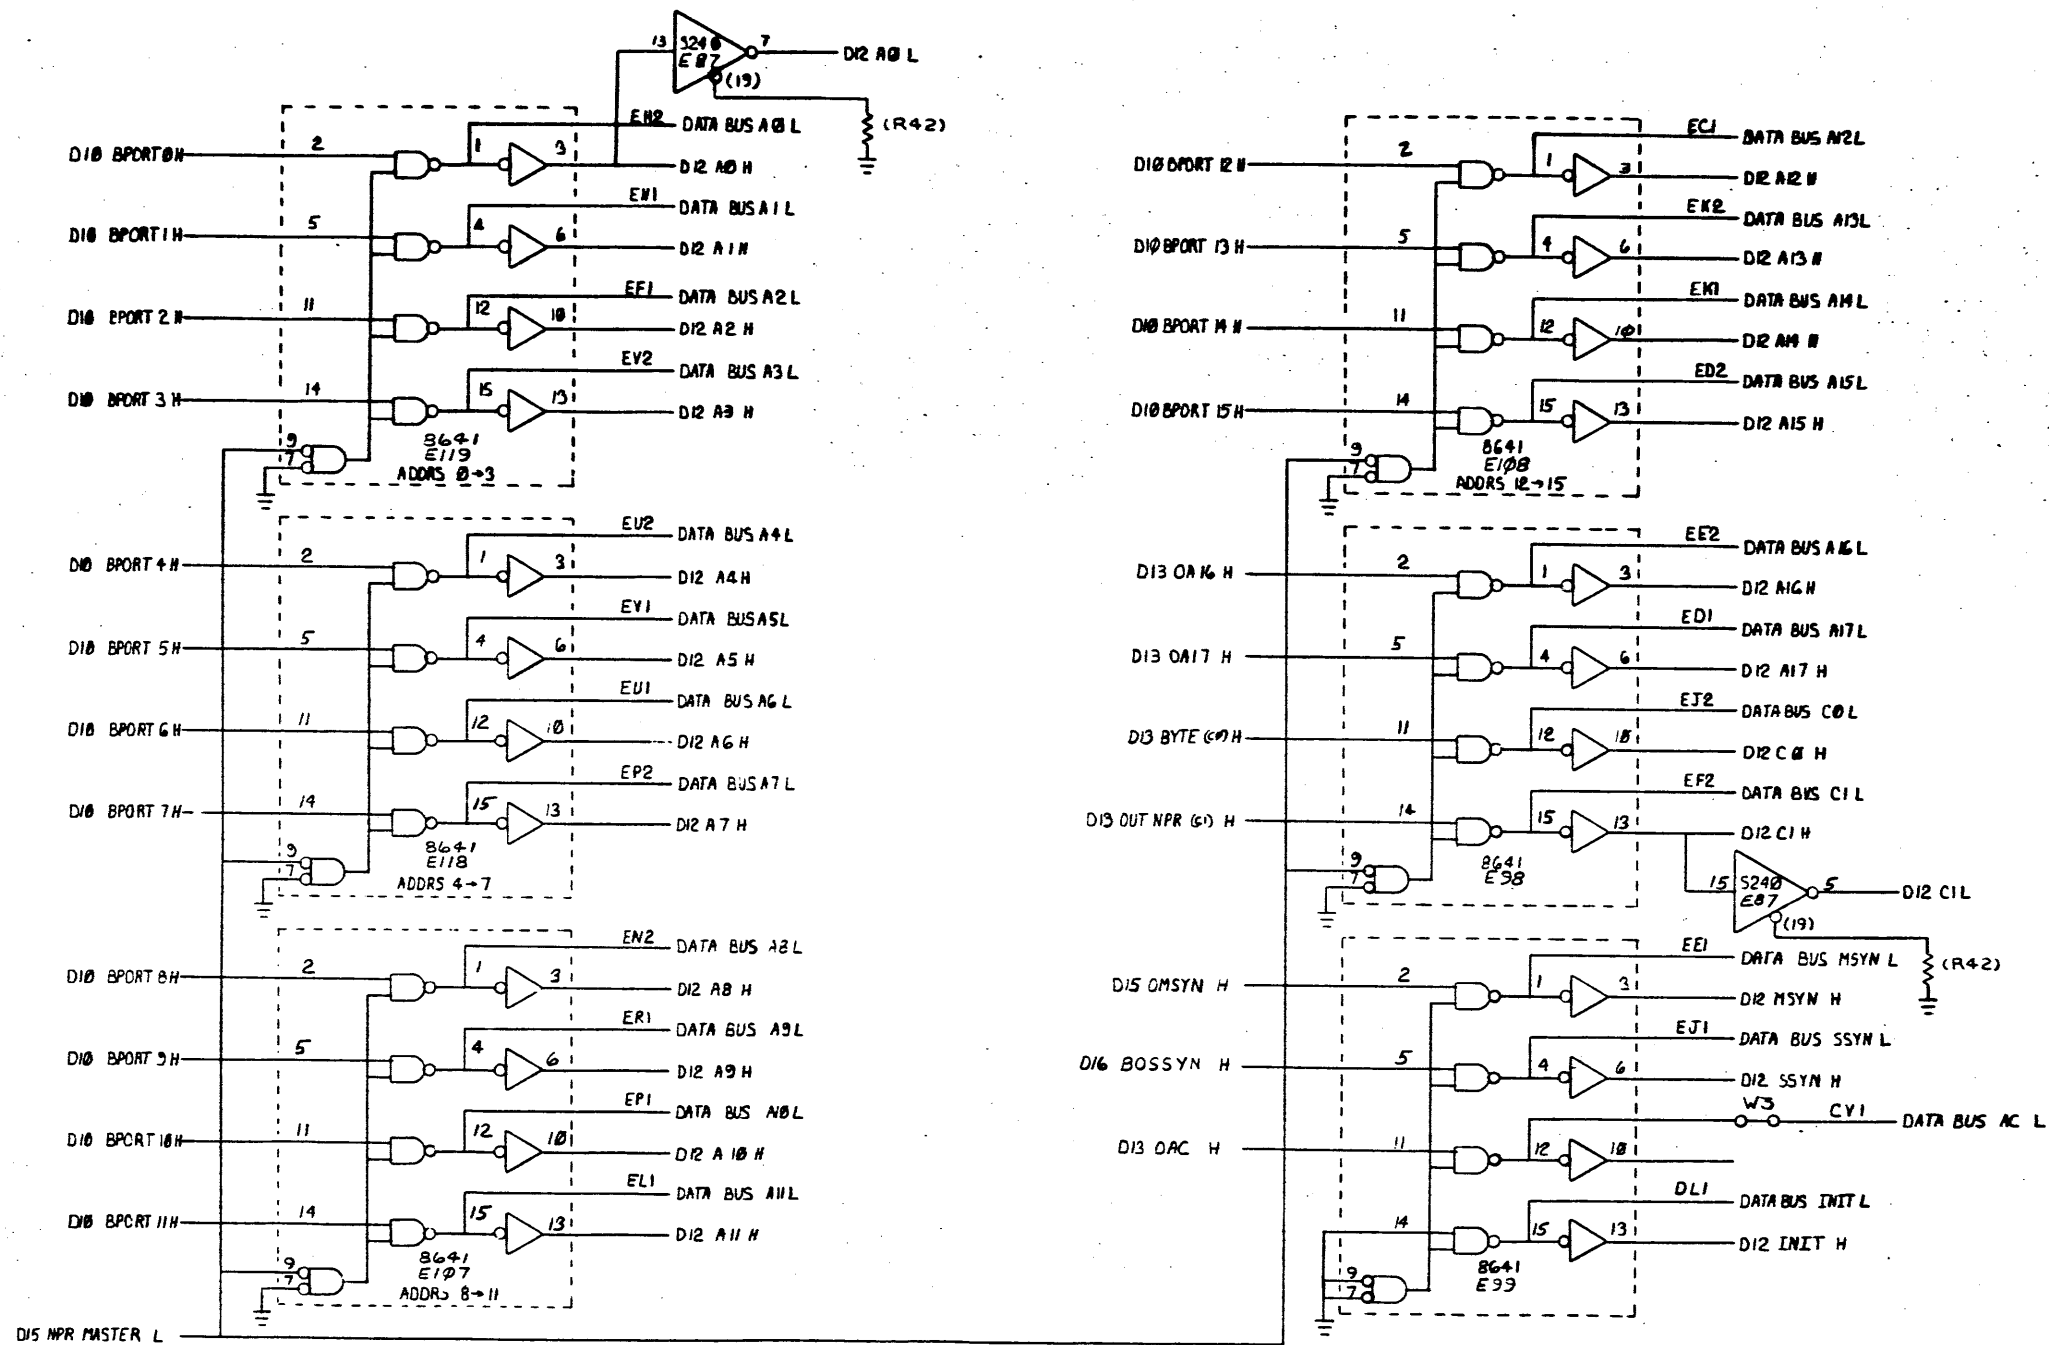 13 S240 7 D12 A0 L
E87
(19)
(R42)
EH2 DATA BUS A0 L
D10 BPORT 0 H 2 1 3 D12 A0 H
EH1 DATA BUS A1 L
D10 BPORT 1 H 5 4 6 D12 A1 H
EF1 DATA BUS A2 L
D10 BPORT 2 H 11 12 10 D12 A2 H
EV2 DATA BUS A3 L
D10 BPORT 3 H 14 15 13 D12 A3 H
9 8641
7 E119
ADDRS 0→3
EU2 DATA BUS A4 L
D10 BPORT 4 H 2 1 3 D12 A4 H
EV1 DATA BUS A5 L
D10 BPORT 5 H 5 4 6 D12 A5 H
EU1 DATA BUS A6 L
D10 BPORT 6 H 11 12 10 D12 A6 H
EP2 DATA BUS A7 L
D10 BPORT 7 H 14 15 13 D12 A7 H
9 8641
7 E118
ADDRS 4→7
EN2 DATA BUS A8 L
D10 BPORT 8 H 2 1 3 D12 A8 H
ER1 DATA BUS A9 L
D10 BPORT 9 H 5 4 6 D12 A9 H
EP1 DATA BUS A10 L
D10 BPORT 10 H 11 12 10 D12 A10 H
EL1 DATA BUS A11 L
D10 BPORT 11 H 14 15 13 D12 A11 H
9 8641
7 E107
ADDRS 8→11
D15 NPR MASTER L
EC1 DATA BUS A12 L
D10 BPORT 12 H 2 1 3 D12 A12 H
EK2 DATA BUS A13 L
D10 BPORT 13 H 5 4 6 D12 A13 H
EK1 DATA BUS A14 L
D10 BPORT 14 H 11 12 10 D12 A14 H
ED2 DATA BUS A15 L
D10 BPORT 15 H 14 15 13 D12 A15 H
9 8641
7 E108
ADDRS 12→15
EE2 DATA BUS A16 L
D13 OA16 H 2 1 3 D12 A16 H
ED1 DATA BUS A17 L
D13 OA17 H 5 4 6 D12 A17 H
EJ2 DATA BUS C0 L
D13 BYTE (C0) H 11 12 10 D12 C0 H
EF2 DATA BUS C1 L
D13 OUT NPR (C1) H 14 15 13 D12 C1 H
9 8641
7 E98
15 S240 5 D12 C1 L
E87
(19)
(R42)
EE1 DATA BUS MSYN L
D15 OMSYN H 2 1 3 D12 MSYN H
EJ1 DATA BUS SSYN L
D16 BOSSYN H 5 4 6 D12 SSYN H
W3 CV1 DATA BUS AC L
D13 OAC H 11 12 10
DL1 DATA BUS INIT L
14 15 13 D12 INIT H
9 8641
7 E99